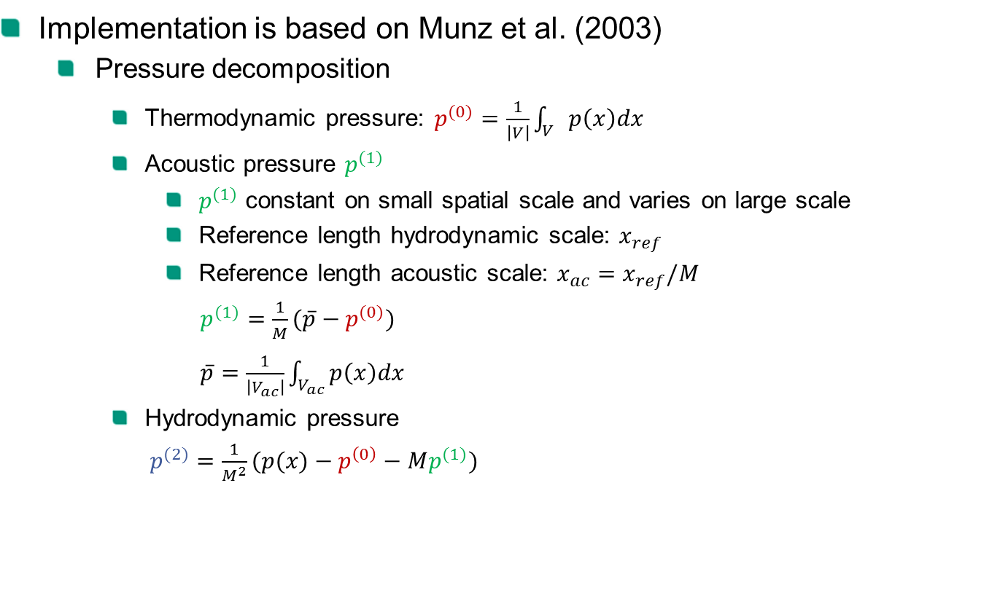 Implementation is based on Munz et al. (2003)
Pressure decomposition
Thermodynamic pressure: $p^{(0)} = \frac{1}{|V|} \int_V p(x)dx$
Acoustic pressure $p^{(1)}$
$p^{(1)}$ constant on small spatial scale and varies on large scale
Reference length hydrodynamic scale: $x_{ref}$
Reference length acoustic scale: $x_{ac} = x_{ref}/M$
$p^{(1)} = \frac{1}{M}(\bar{p} - p^{(0)})$
$\bar{p} = \frac{1}{|V_{ac}|} \int_{V_{ac}} p(x)dx$
Hydrodynamic pressure
$p^{(2)} = \frac{1}{M^2}(p(x) - p^{(0)} - Mp^{(1)})$